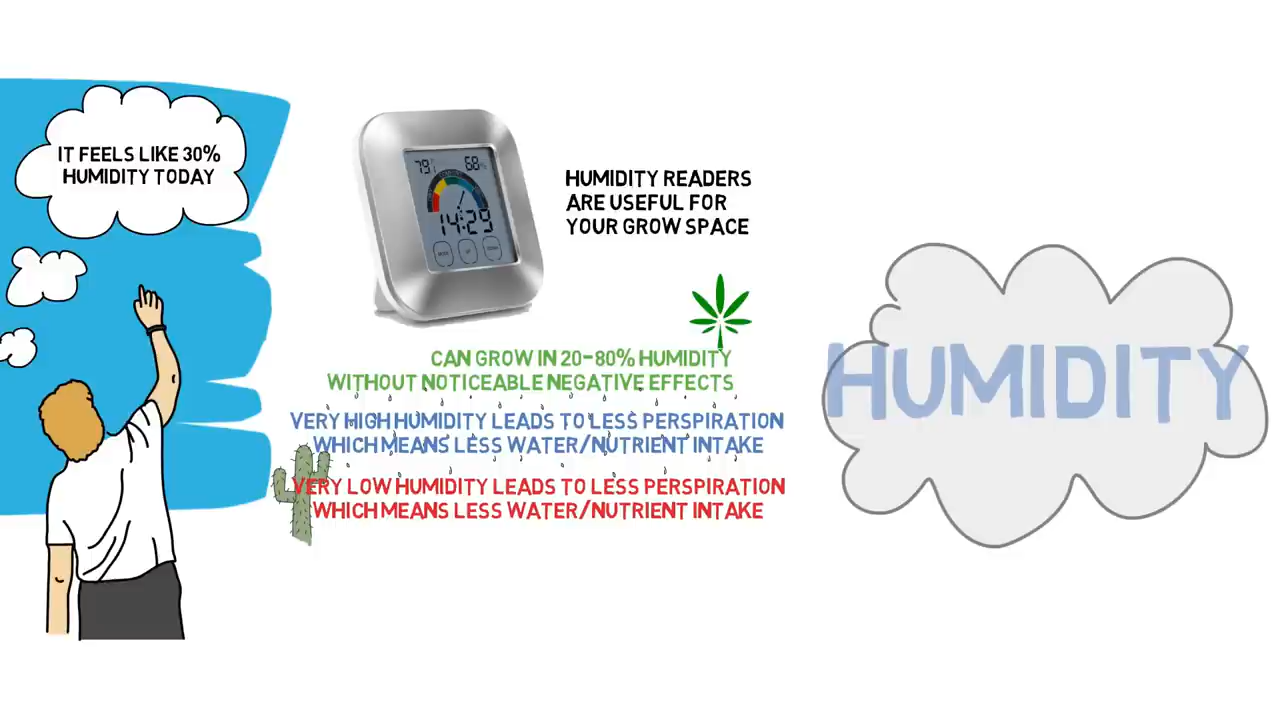 IT FEELS LIKE 30%
HUMIDITY TODAY
79
68%
14:29
HUMIDITY READERS
ARE USEFUL FOR
YOUR GROW SPACE
CAN GROW IN 20-80% HUMIDITY
WITHOUT NOTICEABLE NEGATIVE EFFECTS
VERY HIGH HUMIDITY LEADS TO LESS PERSPIRATION
WHICH MEANS LESS WATER/NUTRIENT INTAKE
VERY LOW HUMIDITY LEADS TO LESS PERSPIRATION
WHICH MEANS LESS WATER/NUTRIENT INTAKE
HUMIDITY